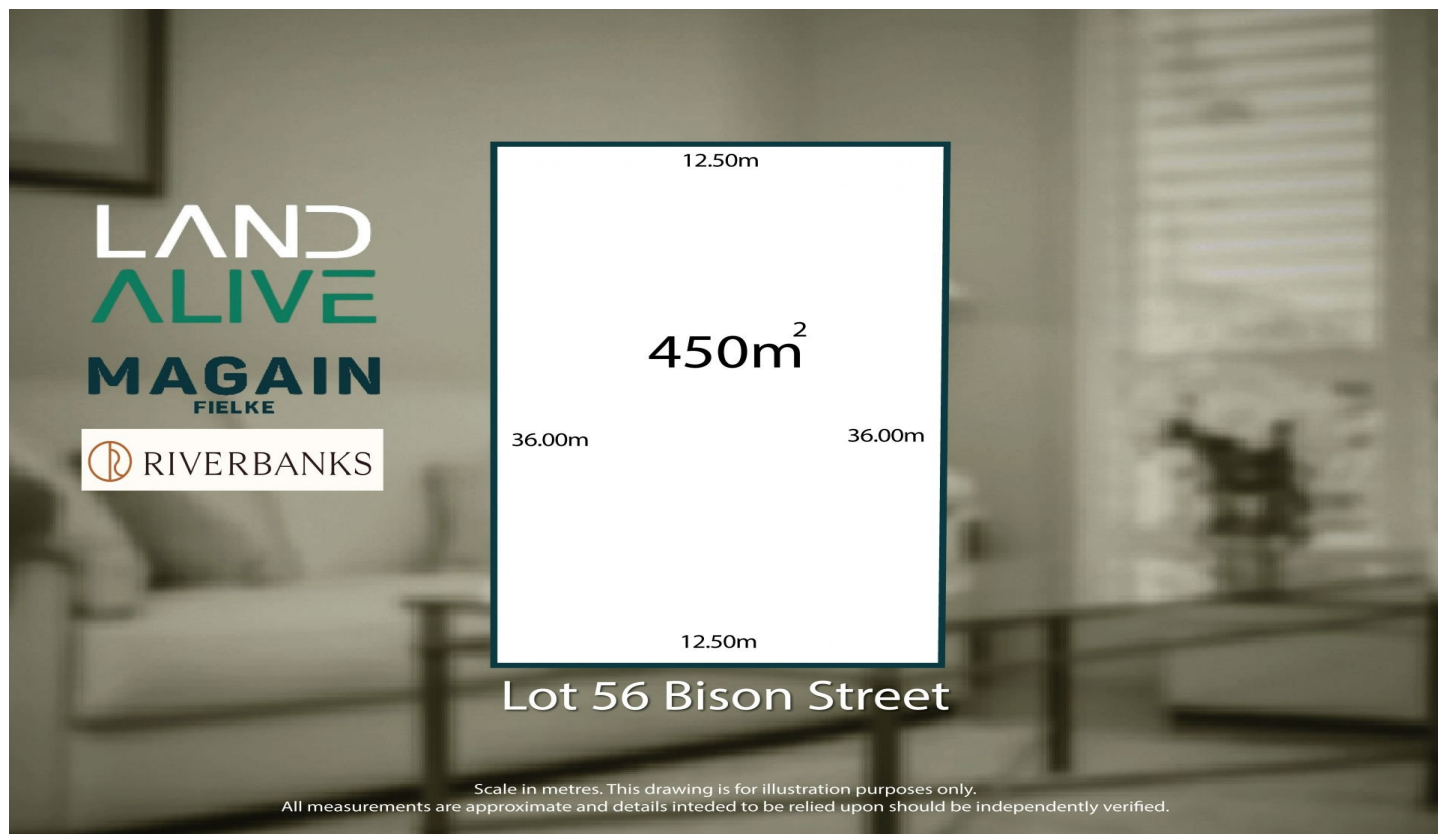 LAND
ALIVE
MAGAIN
FIELKE
RIVERBANKS
12.50m
450m²
36.00m
36.00m
12.50m
Lot 56 Bison Street
Scale in metres. This drawing is for illustration purposes only.
All measurements are approximate and details inteded to be relied upon should be independently verified.